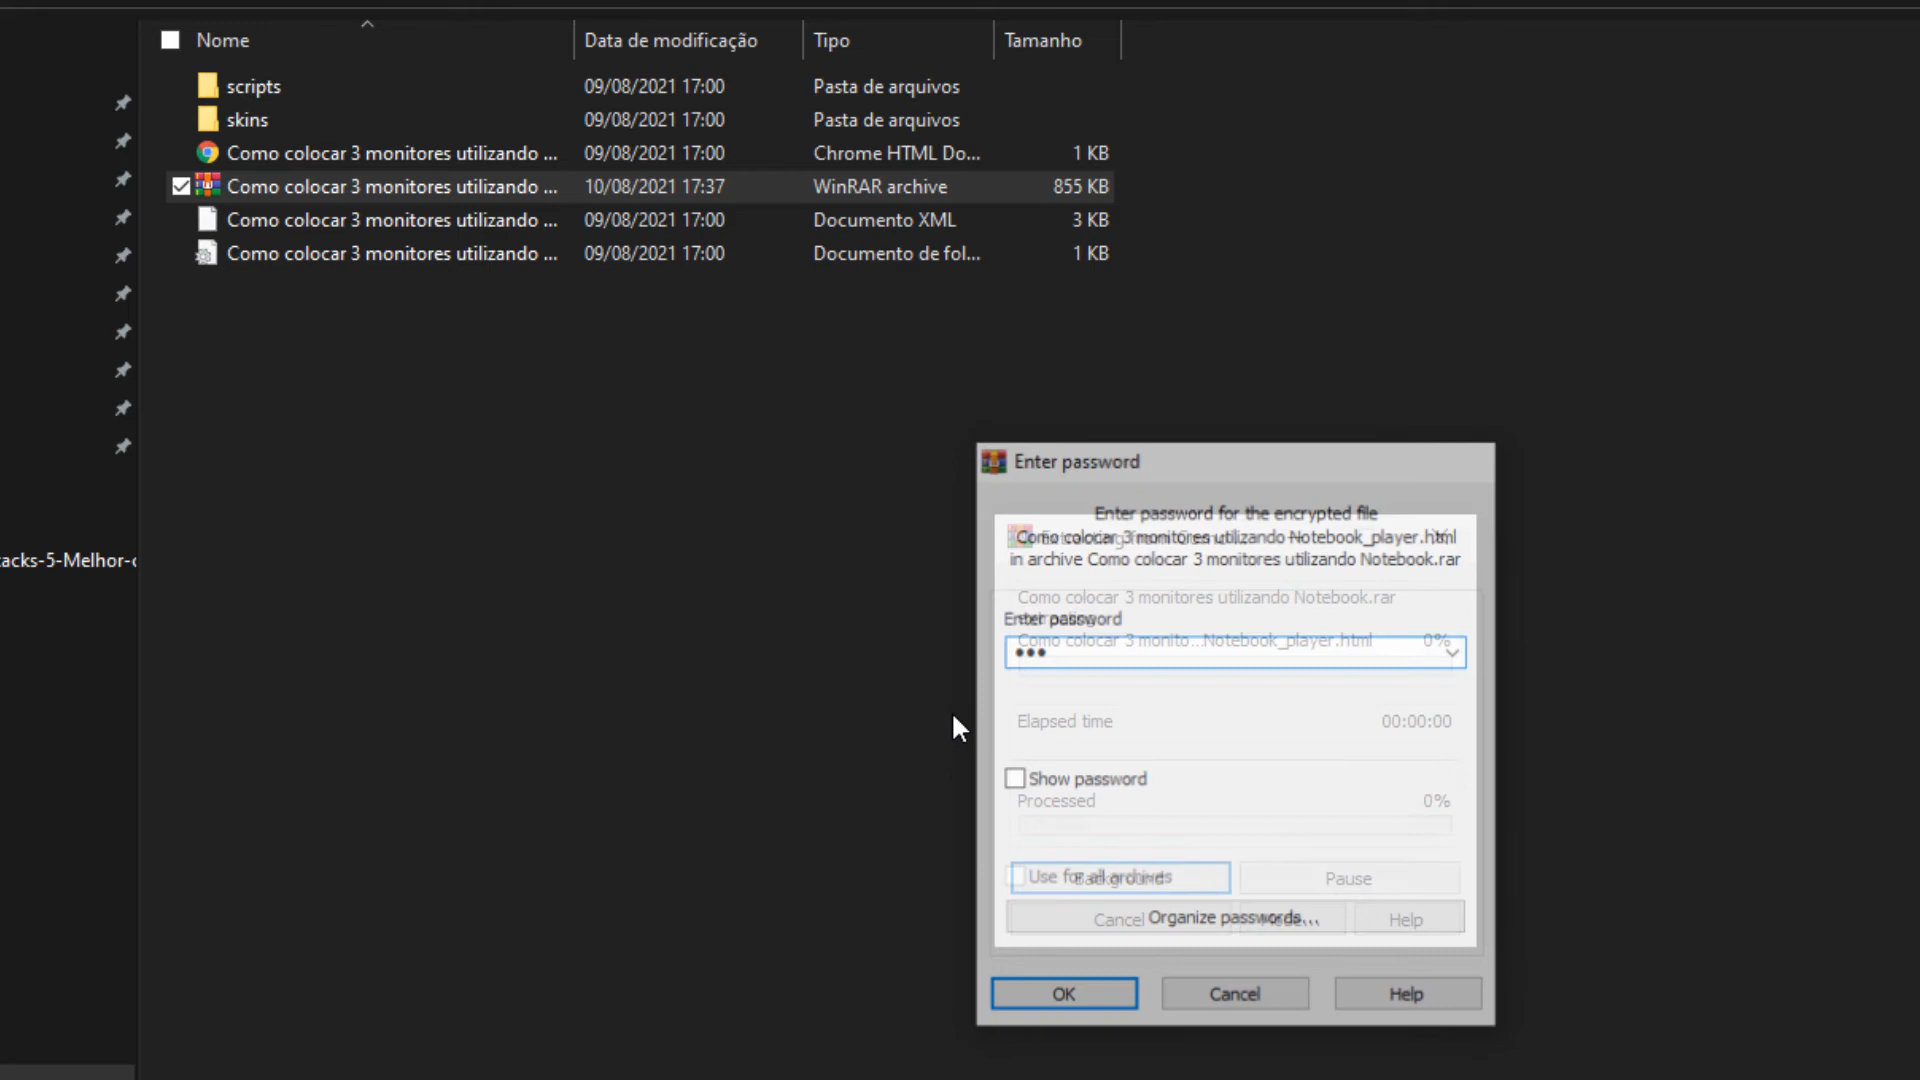 Nome Data de modificação Tipo Tamanho
scripts 09/08/2021 17:00 Pasta de arquivos
skins 09/08/2021 17:00 Pasta de arquivos
Como colocar 3 monitores utilizando ... 09/08/2021 17:00 Chrome HTML Do... 1 KB
Como colocar 3 monitores utilizando ... 10/08/2021 17:37 WinRAR archive 855 KB
Como colocar 3 monitores utilizando ... 09/08/2021 17:00 Documento XML 3 KB
Como colocar 3 monitores utilizando ... 09/08/2021 17:00 Documento de fol... 1 KB
acks-5-Melhor-c
Enter password
Enter password for the encrypted file
Como colocar 3 monitores utilizando Notebook_player.html
in archive Como colocar 3 monitores utilizando Notebook.rar
Como colocar 3 monitores utilizando Notebook.rar
Enter password
extracting
Como colocar 3 monito...Notebook_player.html 0%
Elapsed time 00:00:00
Show password
Processed 0%
Use for all archives
Background Pause
Cancel Mode... Help
Organize passwords...
OK Cancel Help